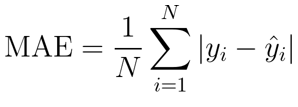 MAE = \frac{1}{N} \sum_{i=1}^{N} |y_i - \hat{y}_i|